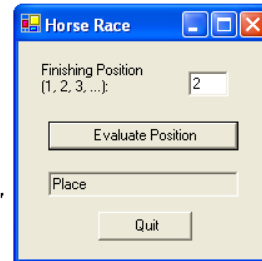 Horse Race
Finishing Position
(1, 2, 3, ...):
2
Evaluate Position
Place
Quit